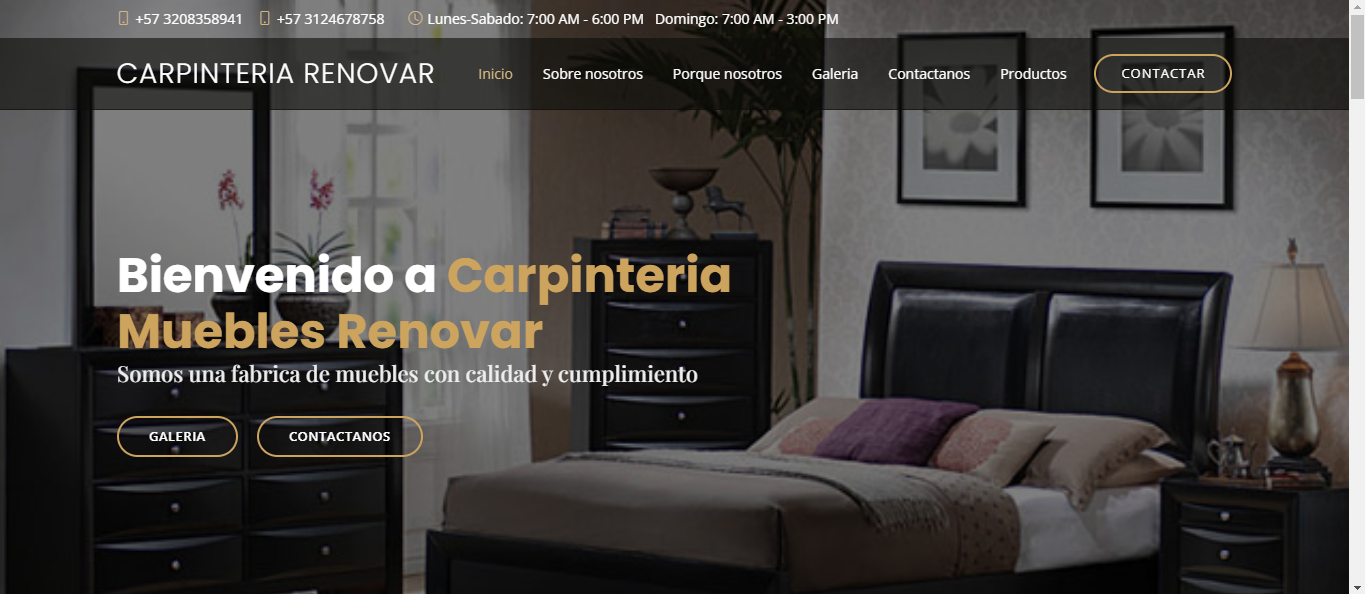 +57 3208358941 +57 3124678758 Lunes-Sabado: 7:00 AM - 6:00 PM Domingo: 7:00 AM - 3:00 PM
CARPINTERIA RENOVAR Inicio Sobre nosotros Porque nosotros Galeria Contactanos Productos CONTACTAR
Bienvenido a Carpinteria
Muebles Renovar
Somos una fabrica de muebles con calidad y cumplimiento
GALERIA CONTACTANOS